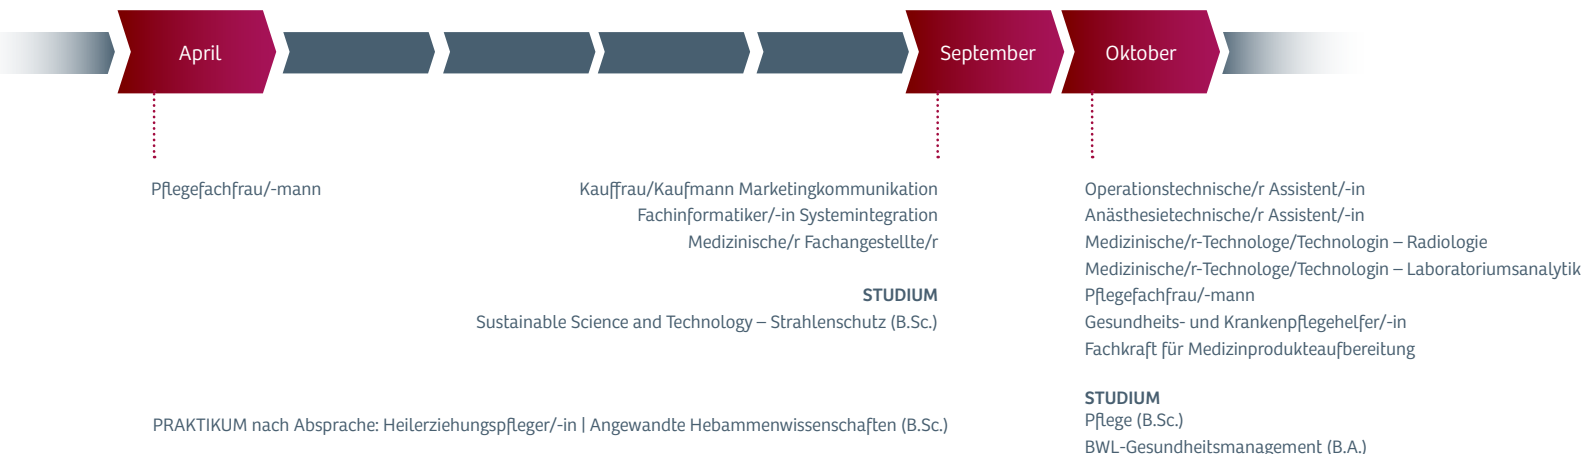 April
September
Oktober
Pflegefachfrau/-mann
Kauffrau/Kaufmann Marketingkommunikation
Fachinformatiker/-in Systemintegration
Medizinische/r Fachangestellte/r
STUDIUM
Sustainable Science and Technology – Strahlenschutz (B.Sc.)
Operationstechnische/r Assistent/-in
Anästhesietechnische/r Assistent/-in
Medizinische/r-Technologe/Technologin – Radiologie
Medizinische/r-Technologe/Technologin – Laboratoriumsanalytik
Pflegefachfrau/-mann
Gesundheits- und Krankenpflegehelfer/-in
Fachkraft für Medizinprodukteaufbereitung
STUDIUM
Pflege (B.Sc.)
BWL-Gesundheitsmanagement (B.A.)
PRAKTIKUM nach Absprache: Heilerziehungspfleger/-in | Angewandte Hebammenwissenschaften (B.Sc.)